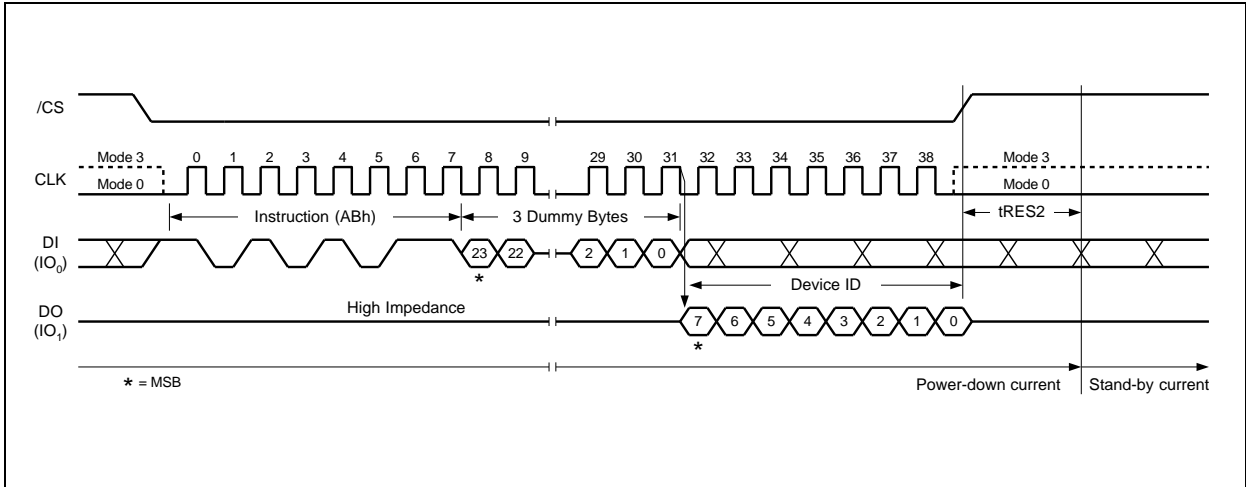 /CS
Mode 3 0 1 2 3 4 5 6 7 8 9 29 30 31 32 33 34 35 36 37 38 Mode 3
CLK Mode 0 Mode 0
Instruction (ABh) 3 Dummy Bytes tRES2
DI
(IO0) 23 22 2 1 0
*
Device ID
High Impedance
DO
(IO1) 7 6 5 4 3 2 1 0
*
* = MSB
Power-down current Stand-by current